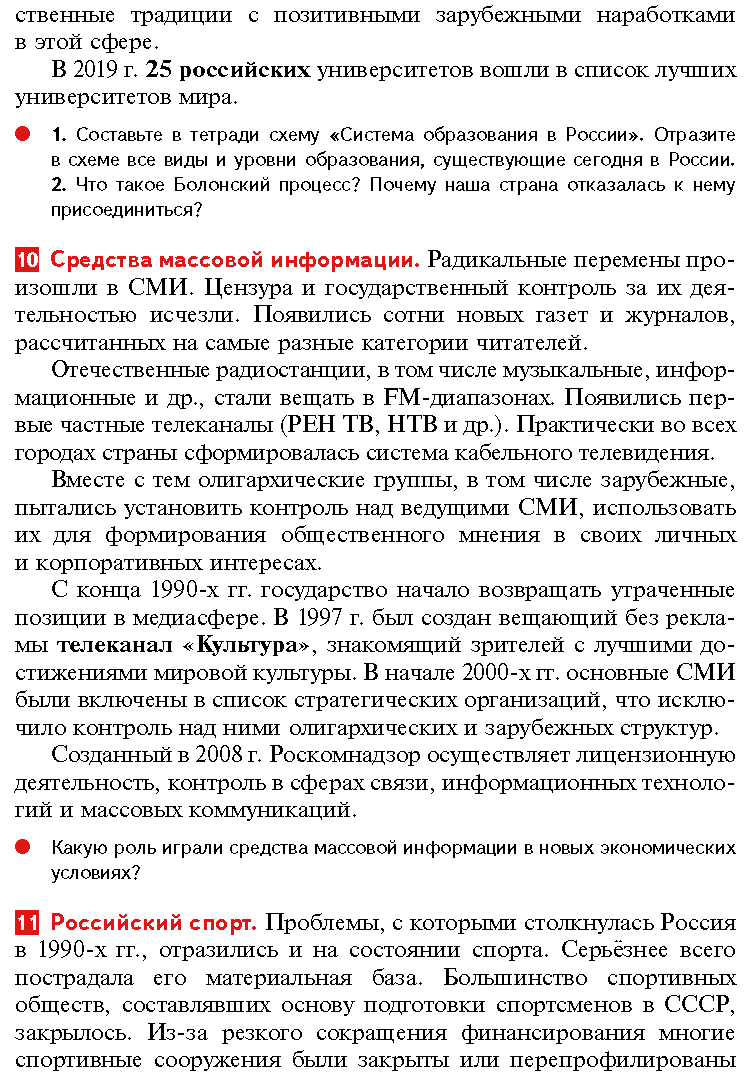 ственные традиции с позитивными зарубежными наработками
в этой сфере.
В 2019 г. 25 российских университетов вошли в список лучших
университетов мира.
1. Составьте в тетради схему «Система образования в России». Отразите
в схеме все виды и уровни образования, существующие сегодня в России.
2. Что такое Болонский процесс? Почему наша страна отказалась к нему
присоединиться?
10 Средства массовой информации. Радикальные перемены про-
изошли в СМИ. Цензура и государственный контроль за их дея-
тельностью исчезли. Появились сотни новых газет и журналов,
рассчитанных на самые разные категории читателей.
Отечественные радиостанции, в том числе музыкальные, инфор-
мационные и др., стали вещать в FM-диапазонах. Появились пер-
вые частные телеканалы (РЕН ТВ, НТВ и др.). Практически во всех
городах страны сформировалась система кабельного телевидения.
Вместе с тем олигархические группы, в том числе зарубежные,
пытались установить контроль над ведущими СМИ, использовать
их для формирования общественного мнения в своих личных
и корпоративных интересах.
С конца 1990-х гг. государство начало возвращать утраченные
позиции в медиасфере. В 1997 г. был создан вещающий без рекла-
мы телеканал «Культура», знакомящий зрителей с лучшими до-
стижениями мировой культуры. В начале 2000-х гг. основные СМИ
были включены в список стратегических организаций, что исклю-
чило контроль над ними олигархических и зарубежных структур.
Созданный в 2008 г. Роскомнадзор осуществляет лицензионную
деятельность, контроль в сферах связи, информационных техноло-
гий и массовых коммуникаций.
Какую роль играли средства массовой информации в новых экономических
условиях?
11 Российский спорт. Проблемы, с которыми столкнулась Россия
в 1990-х гг., отразились и на состоянии спорта. Серьёзнее всего
пострадала его материальная база. Большинство спортивных
обществ, составлявших основу подготовки спортсменов в СССР,
закрылось. Из-за резкого сокращения финансирования многие
спортивные сооружения были закрыты или перепрофилированы